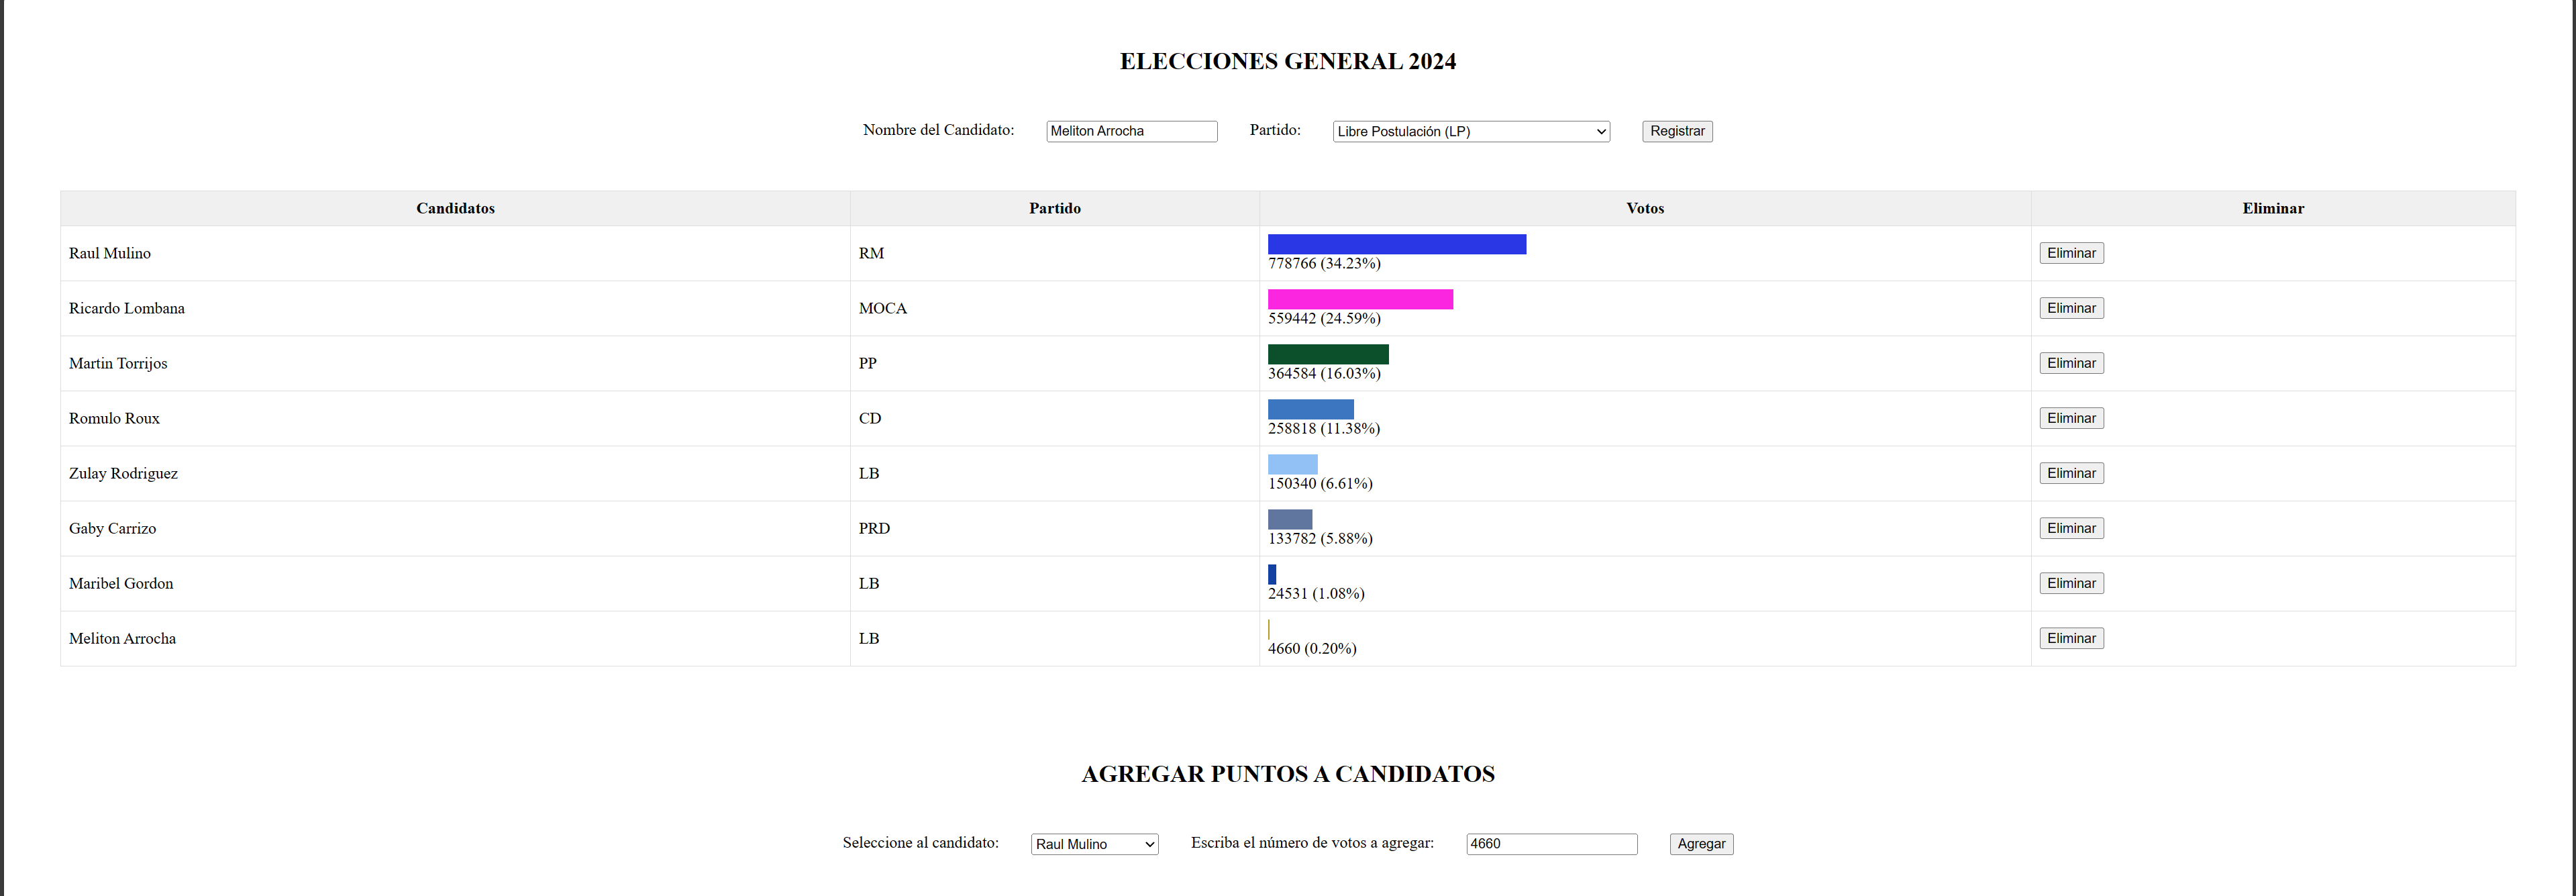 ELECCIONES GENERAL 2024
Nombre del Candidato: Meliton Arrocha Partido: Libre Postulación (LP) Registrar
Candidatos Partido Votos Eliminar
Raul Mulino RM 778766 (34.23%) Eliminar
Ricardo Lombana MOCA 559442 (24.59%) Eliminar
Martin Torrijos PP 364584 (16.03%) Eliminar
Romulo Roux CD 258818 (11.38%) Eliminar
Zulay Rodriguez LB 150340 (6.61%) Eliminar
Gaby Carrizo PRD 133782 (5.88%) Eliminar
Maribel Gordon LB 24531 (1.08%) Eliminar
Meliton Arrocha LB 4660 (0.20%) Eliminar
AGREGAR PUNTOS A CANDIDATOS
Seleccione al candidato: Raul Mulino Escriba el número de votos a agregar: 4660 Agregar